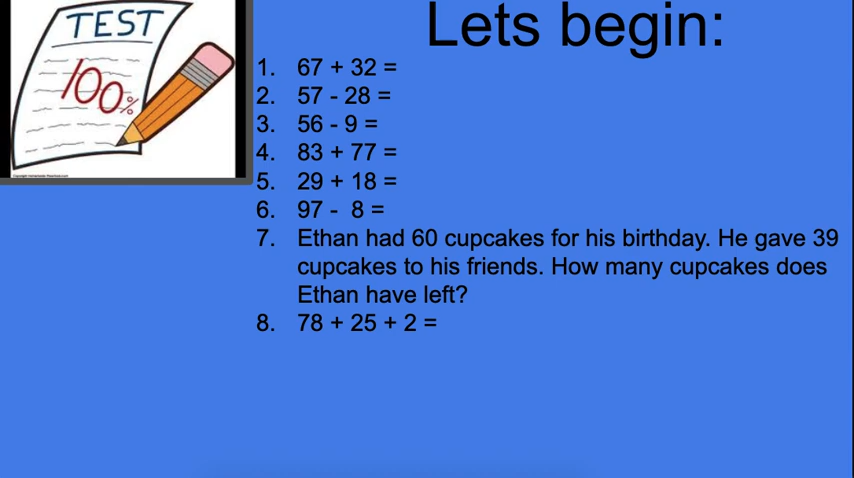 TEST
100%
Lets begin:
1. 67 + 32 =
2. 57 - 28 =
3. 56 - 9 =
4. 83 + 77 =
5. 29 + 18 =
6. 97 -  8 =
7. Ethan had 60 cupcakes for his birthday. He gave 39
cupcakes to his friends. How many cupcakes does
Ethan have left?
8. 78 + 25 + 2 =